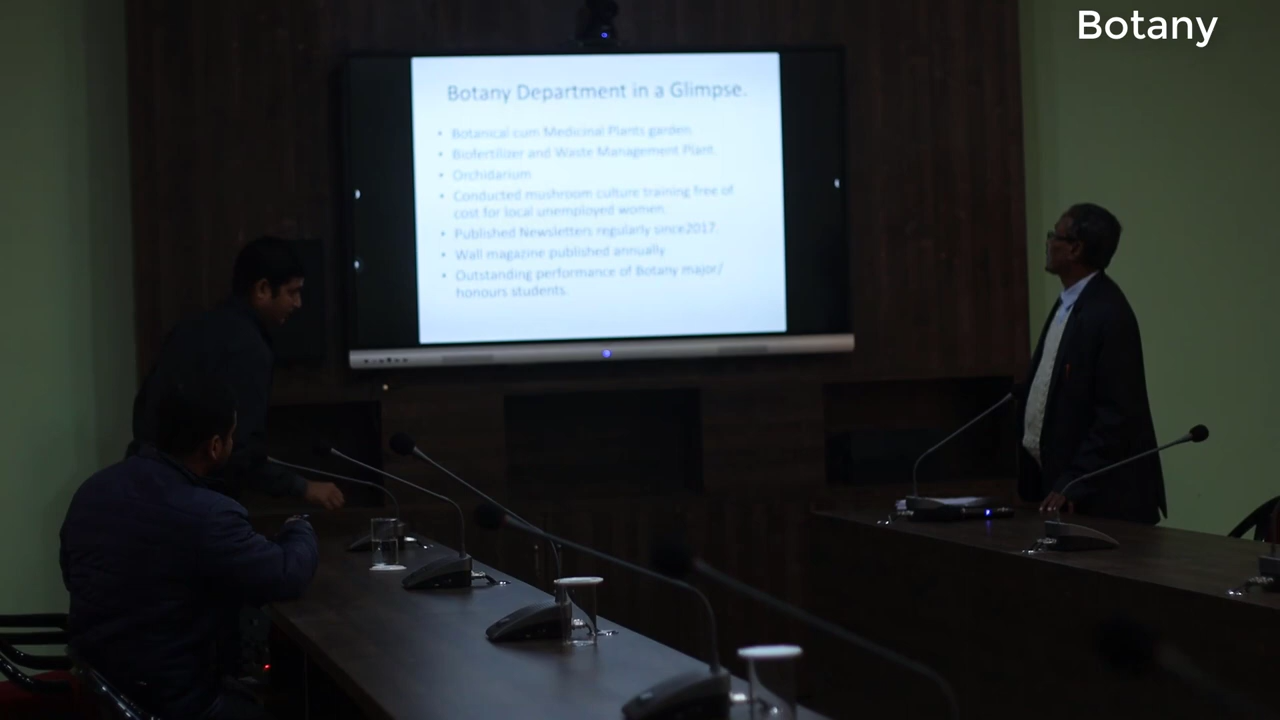 Botany
Botany Department in a Glimpse.
• Botanical cum Medicinal Plants garden.
• Biofertilizer and Waste Management Plant.
• Orchidarium
• Conducted mushroom culture training free of
cost for local unemployed women.
• Published Newsletters regularly since2017.
• Wall magazine published annually
• Outstanding performance of Botany major/
honours students.